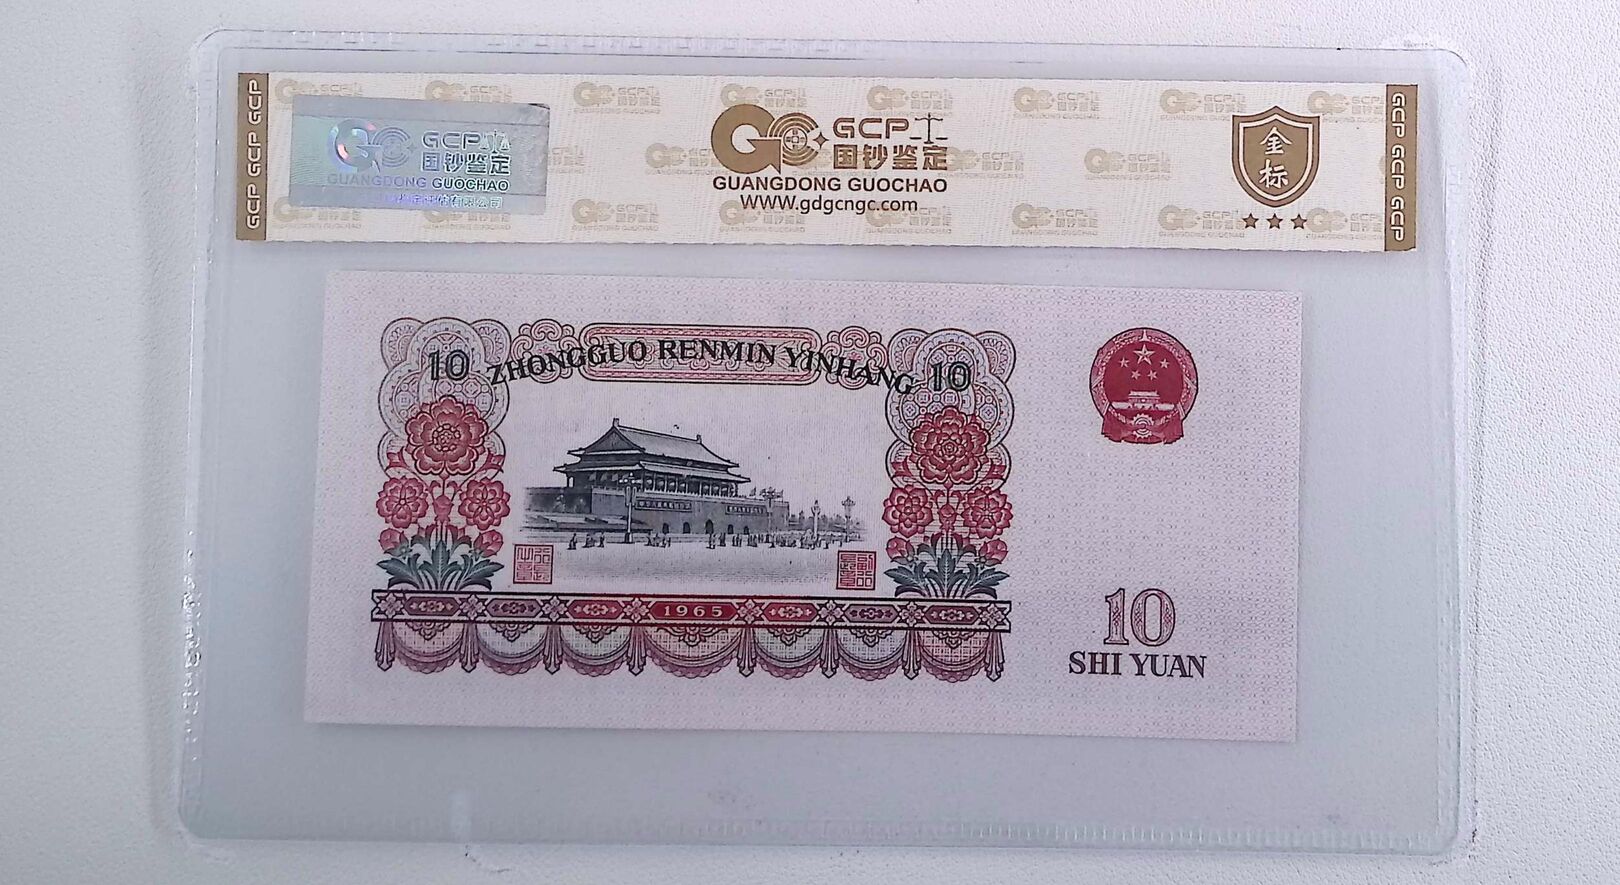 GCP GCP GCP
GCP
国钞鉴定
GUANGDONG GUOCHAO
GCP
国钞鉴定
GUANGDONG GUOCHAO
www.gdgcngc.com
金
标
GCP GCP GCP
10 ZHONGGUO RENMIN YINHANG 10
1965
10
SHI YUAN